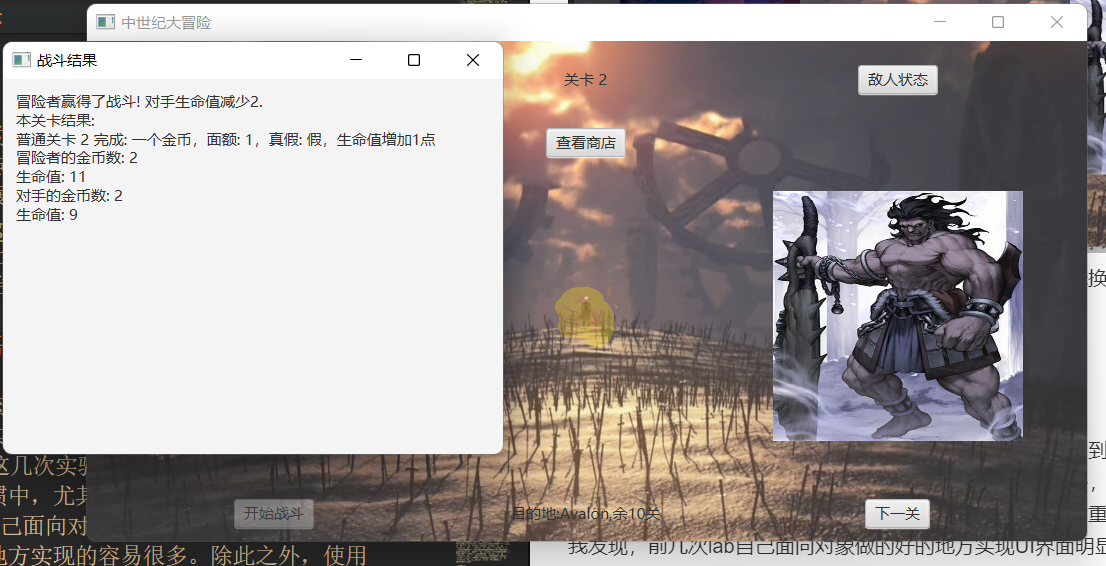 中世纪大冒险
战斗结果
冒险者赢得了战斗! 对手生命值减少2.
本关卡结果:
普通关卡 2 完成: 一个金币，面额: 1，真假: 假，生命值增加1点
冒险者的金币数: 2
生命值: 11
对手的金币数: 2
生命值: 9
关卡 2
敌人状态
查看商店
换
到
这几次实
惯中，尤其
开始战斗
目的地:Avalon,余10关
下一关
重
己面向对
我发现，前几次lab自己面向对象做的好的地方实现UI界面明显
地方实现的容易很多。除此之外，使用